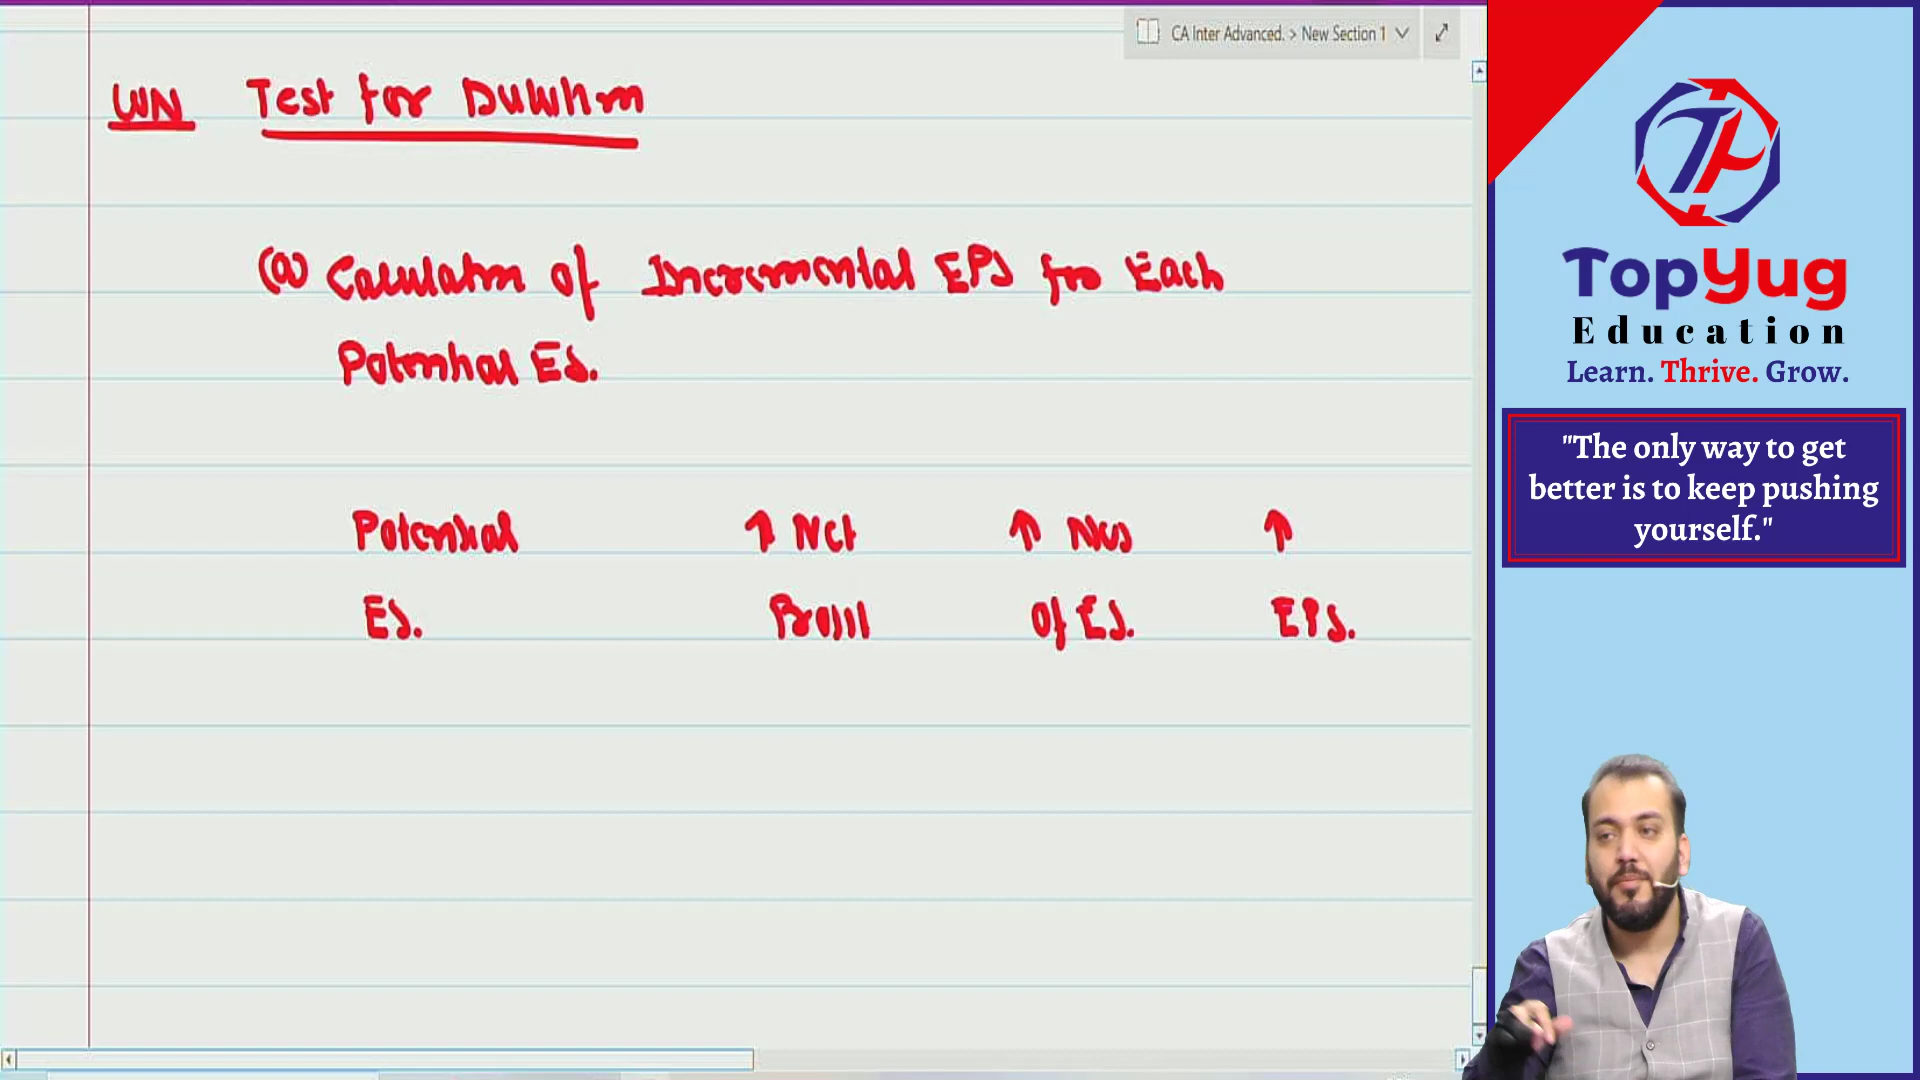 CA Inter Advanced. > New Section 1
WN Test for Dilution
(a) Calculation of Incremental EPS for Each
Potential ES.
Potential ↑ Net ↑ Nos ↑
ES. Profit of ES. EPS.
TopYug
Education
Learn. Thrive. Grow.
"The only way to get
better is to keep pushing
yourself."